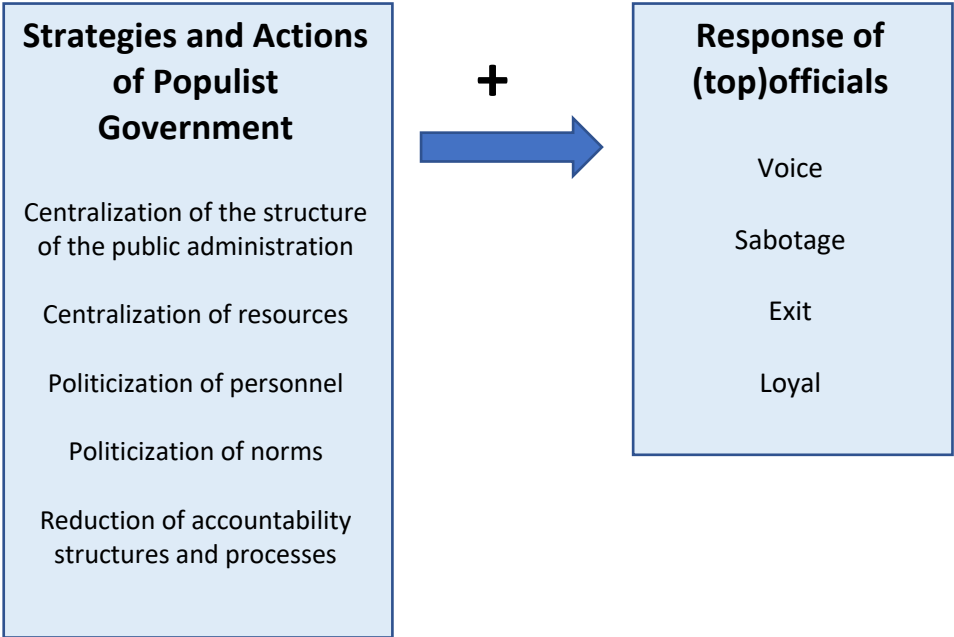 Strategies and Actions
of Populist
Government
Centralization of the structure
of the public administration
Centralization of resources
Politicization of personnel
Politicization of norms
Reduction of accountability
structures and processes
+
Response of
(top)officials
Voice
Sabotage
Exit
Loyal